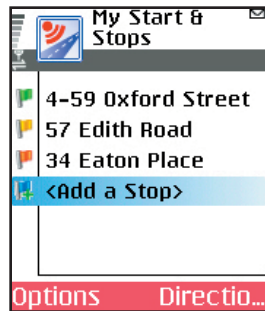 My Start &
Stops
4-59 Oxford Street
57 Edith Road
34 Eaton Place
<Add a Stop>
Options Directio...